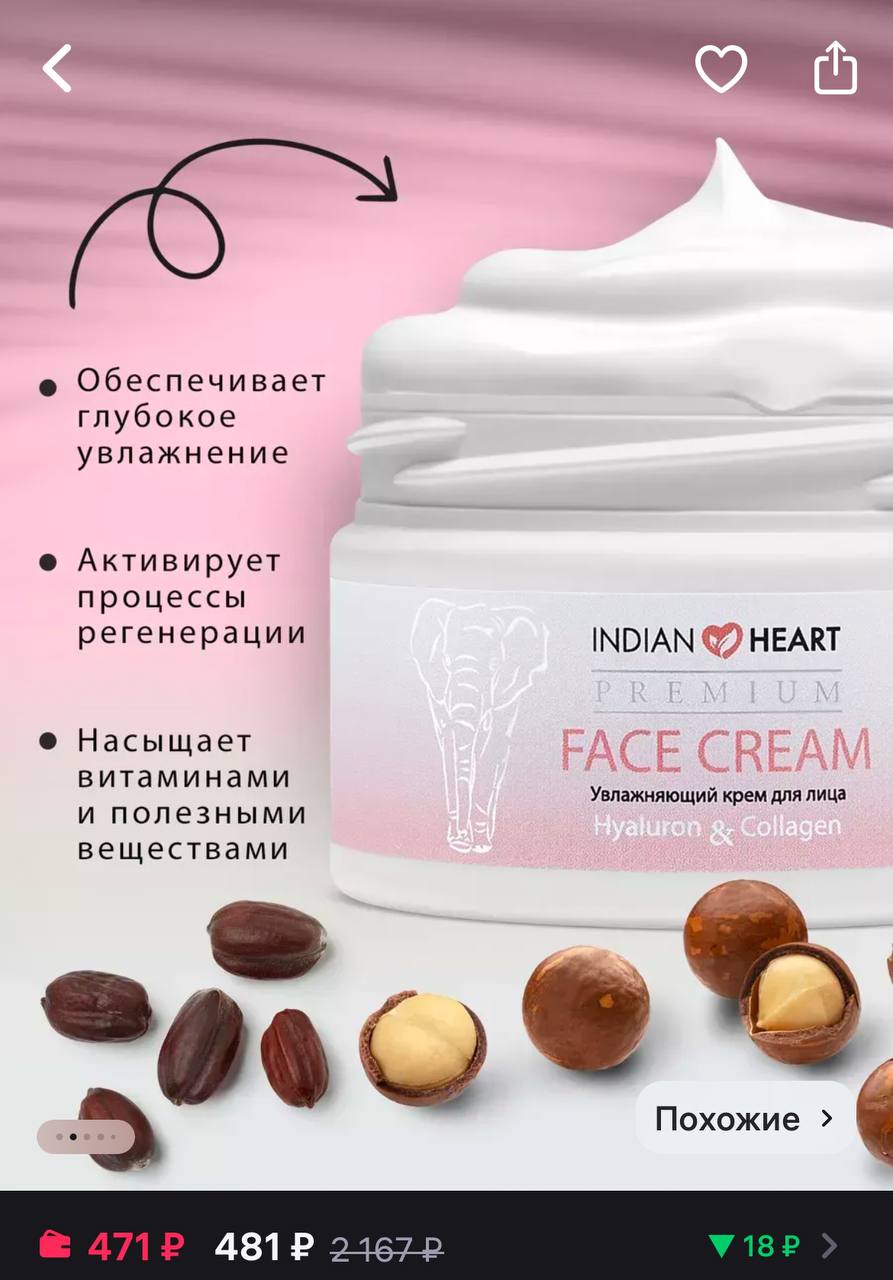 Обеспечивает
глубокое
увлажнение
Активирует
процессы
регенерации
Насыщает
витаминами
и полезными
веществами
INDIAN HEART
PREMIUM
FACE CREAM
Увлажняющий крем для лица
Hyaluron & Collagen
Похожие
471 ₽ 481 ₽ 2 167 ₽ 18 ₽